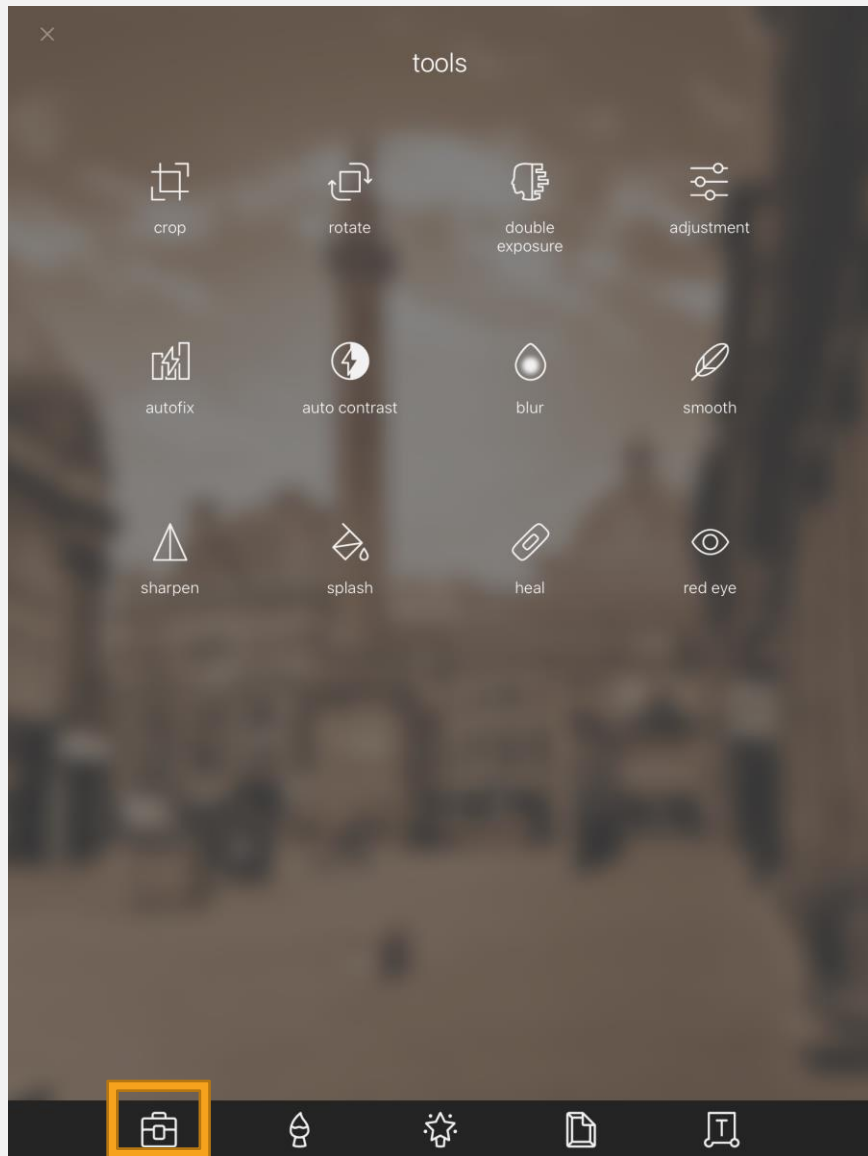 tools
crop
rotate
double
exposure
adjustment
autofix
auto contrast
blur
smooth
sharpen
splash
heal
red eye
T